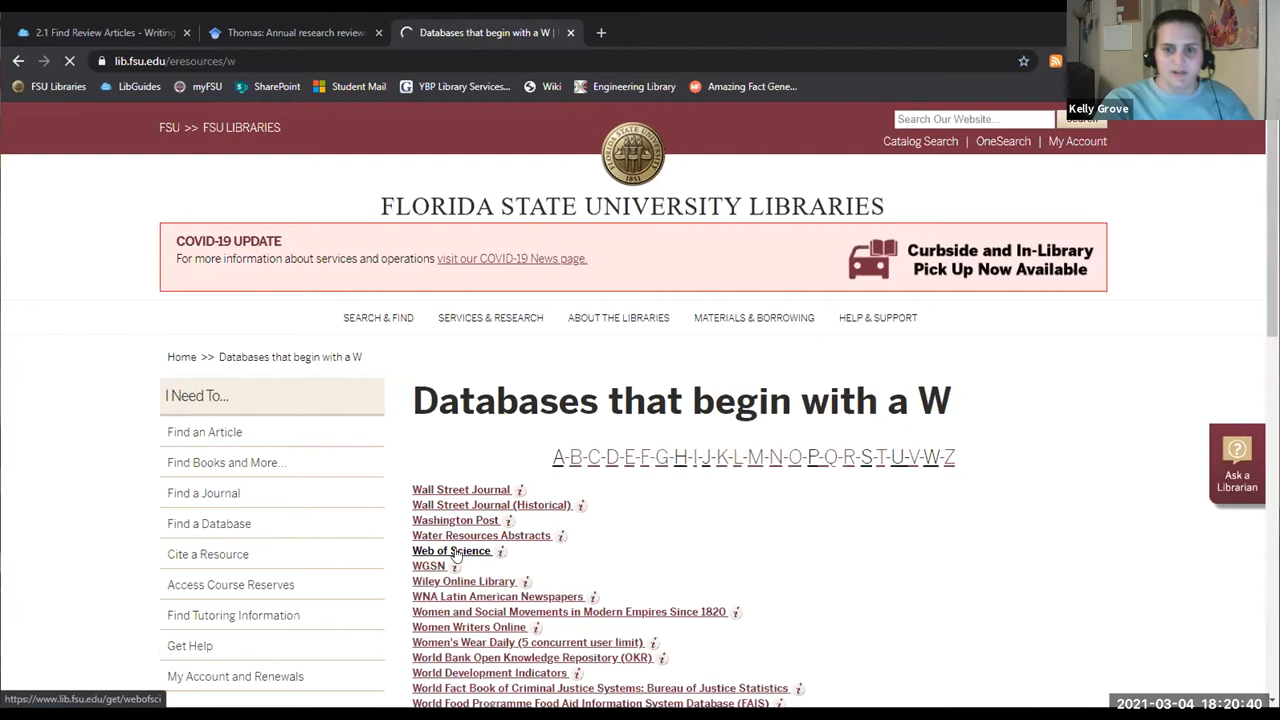 2.1 Find Review Articles - Writing
Thomas: Annual research review:
Databases that begin with a W |
lib.fsu.edu/eresources/w
FSU Libraries
LibGuides
myFSU
SharePoint
Student Mail
YBP Library Services...
Wiki
Engineering Library
Amazing Fact Gene...
Kelly Grove
FSU >> FSU LIBRARIES
Search Our Website...
Search
Catalog Search | OneSearch | My Account
1851
FLORIDA STATE UNIVERSITY LIBRARIES
COVID-19 UPDATE
For more information about services and operations visit our COVID-19 News page.
Curbside and In-Library
Pick Up Now Available
SEARCH & FIND
SERVICES & RESEARCH
ABOUT THE LIBRARIES
MATERIALS & BORROWING
HELP & SUPPORT
Home >> Databases that begin with a W
I Need To...
Find an Article
Find Books and More...
Find a Journal
Find a Database
Cite a Resource
Access Course Reserves
Find Tutoring Information
Get Help
My Account and Renewals
Databases that begin with a W
A-B-C-D-E-F-G-H-I-J-K-L-M-N-O-P-Q-R-S-T-U-V-W-Z
Wall Street Journal i
Wall Street Journal (Historical) i
Washington Post i
Water Resources Abstracts i
Web of Science i
WGSN i
Wiley Online Library i
WNA Latin American Newspapers i
Women and Social Movements in Modern Empires Since 1820 i
Women Writers Online i
Women's Wear Daily (5 concurrent user limit) i
World Bank Open Knowledge Repository (OKR) i
World Development Indicators i
World Fact Book of Criminal Justice Systems: Bureau of Justice Statistics i
World Food Programme Food Aid Information System Database (FAIS) i
?
Ask a
Librarian
https://www.lib.fsu.edu/get/webofsci
2021-03-04 18:20:40